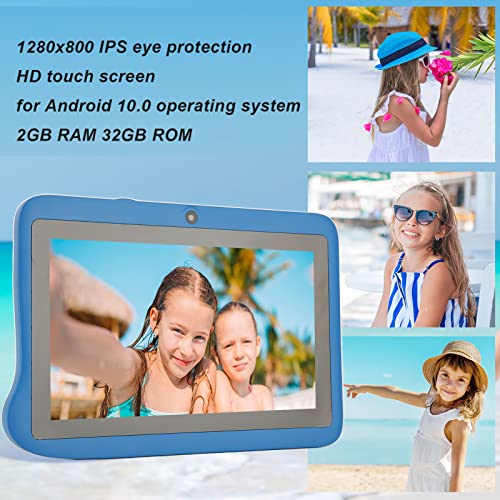 1280x800 IPS eye protection
HD touch screen
for Android 10.0 operating system
2GB RAM 32GB ROM